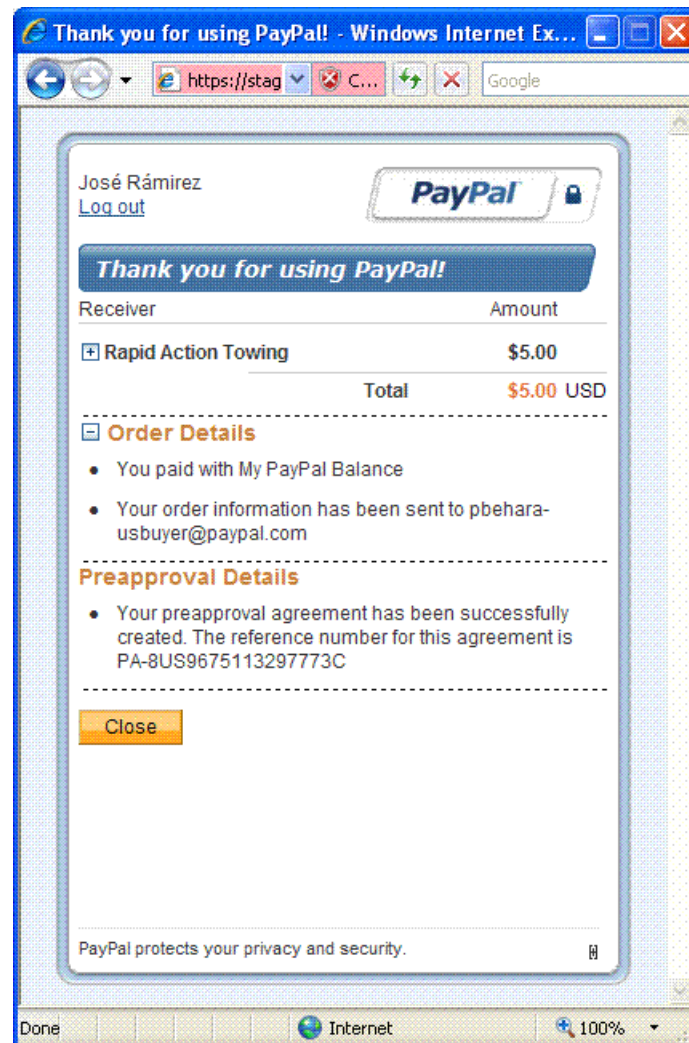 Thank you for using PayPal! - Windows Internet Ex...
https://stag C... Google
José Rámirez
PayPal
Log out
Thank you for using PayPal!
Receiver Amount
Rapid Action Towing $5.00
Total $5.00 USD
Order Details
• You paid with My PayPal Balance
• Your order information has been sent to pbehara-
usbuyer@paypal.com
Preapproval Details
• Your preapproval agreement has been successfully
created. The reference number for this agreement is
PA-8US9675113297773C
Close
PayPal protects your privacy and security.
Done Internet 100%